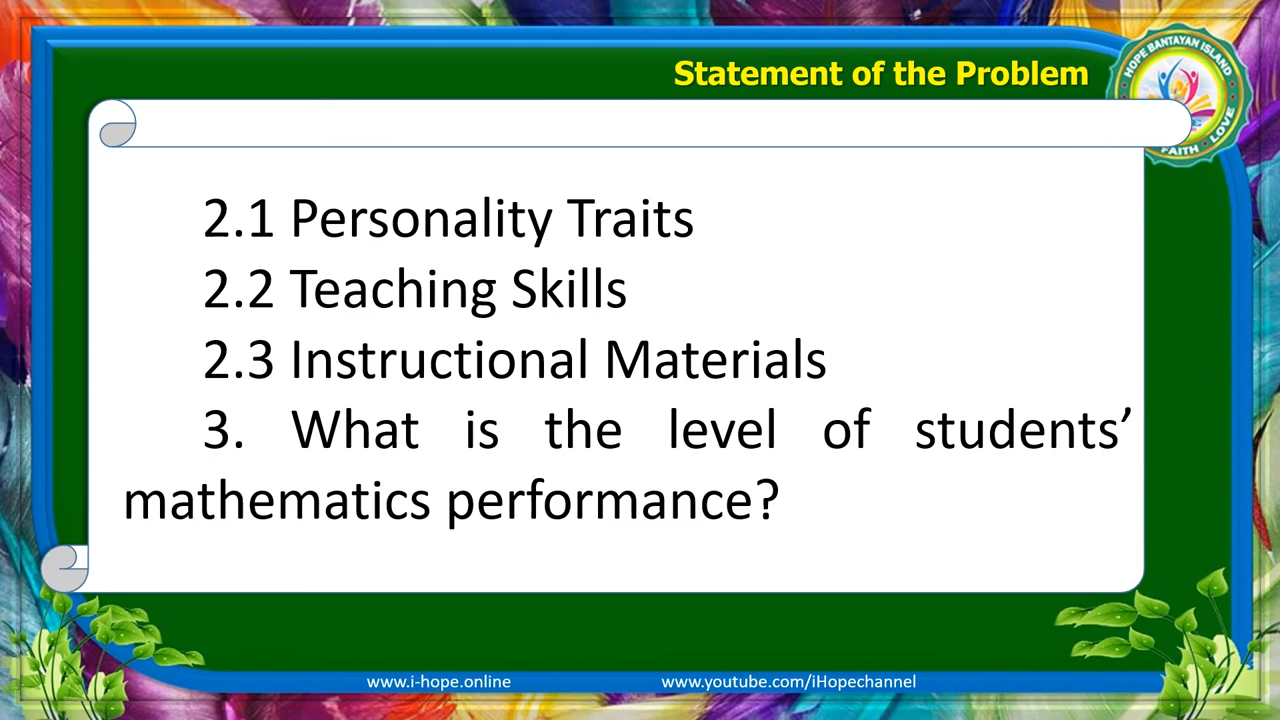 Statement of the Problem
HOPE BANTAYAN ISLAND
FAITH • LOVE
2.1 Personality Traits
2.2 Teaching Skills
2.3 Instructional Materials
3. What is the level of students’
mathematics performance?
www.i-hope.online
www.youtube.com/iHopechannel